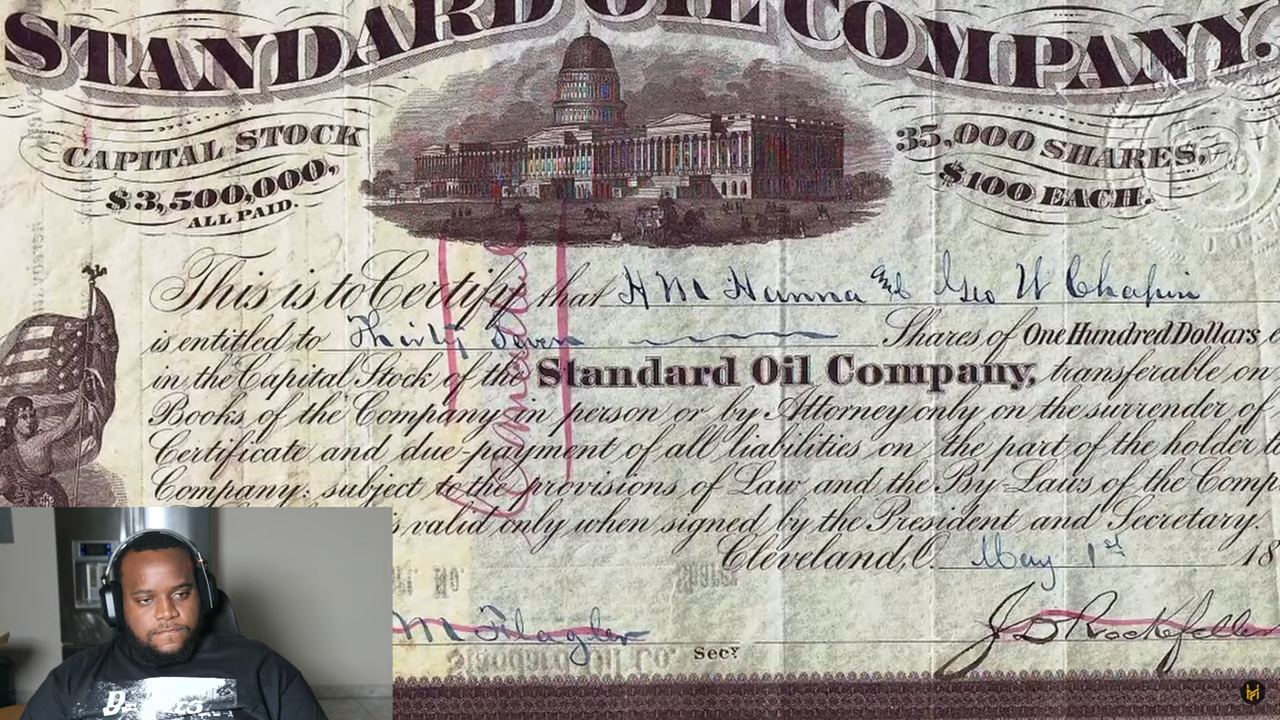 STANDARD OIL COMPANY.
CAPITAL STOCK
$3,500,000,
ALL PAID.
35,000 SHARES,
$100 EACH.
This is to Certify that H M Hanna and Geo W Chapin
is entitled to Thirty Seven Shares of One Hundred Dollars
in the Capital Stock of the Standard Oil Company, transferable on
Books of the Company in person or by Attorney only on the surrender of
Certificate and due-payment of all liabilities on the part of the holder
Company: subject to the provisions of Law and the By-Laws of the
valid only when signed by the President and Secretary.
Cleveland, O. May 1st 18
M Flagler
Secy
J D Rockefeller